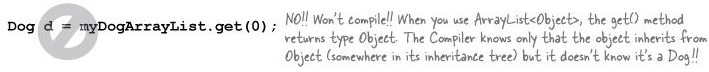 Dog d = myDogArrayList.get(0);
NO!! Won't compile!! When you use ArrayList<Object>, the get() method
returns type Object. The Compiler knows only that the object inherits from
Object (somewhere in its inheritance tree) but it doesn't know it's a Dog!!